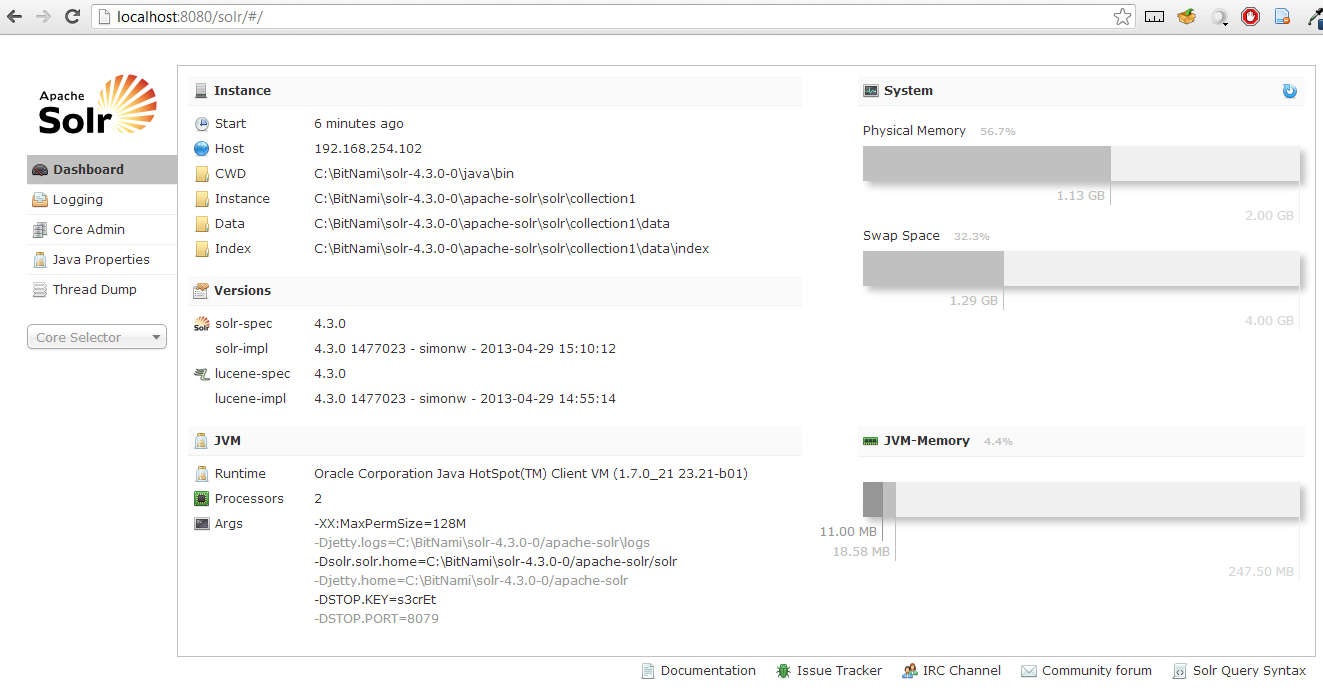 localhost:8080/solr/#/
Apache
Solr
Dashboard
Logging
Core Admin
Java Properties
Thread Dump
Core Selector
Instance
Start 6 minutes ago
Host 192.168.254.102
CWD C:\BitNami\solr-4.3.0-0\java\bin
Instance C:\BitNami\solr-4.3.0-0\apache-solr\solr\collection1
Data C:\BitNami\solr-4.3.0-0\apache-solr\solr\collection1\data
Index C:\BitNami\solr-4.3.0-0\apache-solr\solr\collection1\data\index
Versions
solr-spec 4.3.0
solr-impl 4.3.0 1477023 - simonw - 2013-04-29 15:10:12
lucene-spec 4.3.0
lucene-impl 4.3.0 1477023 - simonw - 2013-04-29 14:55:14
JVM
Runtime Oracle Corporation Java HotSpot(TM) Client VM (1.7.0_21 23.21-b01)
Processors 2
Args -XX:MaxPermSize=128M
-Djetty.logs=C:\BitNami\solr-4.3.0-0/apache-solr\logs
-Dsolr.solr.home=C:\BitNami\solr-4.3.0-0/apache-solr/solr
-Djetty.home=C:\BitNami\solr-4.3.0-0/apache-solr
-DSTOP.KEY=s3crEt
-DSTOP.PORT=8079
System
Physical Memory 56.7%
1.13 GB
2.00 GB
Swap Space 32.3%
1.29 GB
4.00 GB
JVM-Memory 4.4%
11.00 MB
18.58 MB
247.50 MB
Documentation Issue Tracker IRC Channel Community forum Solr Query Syntax